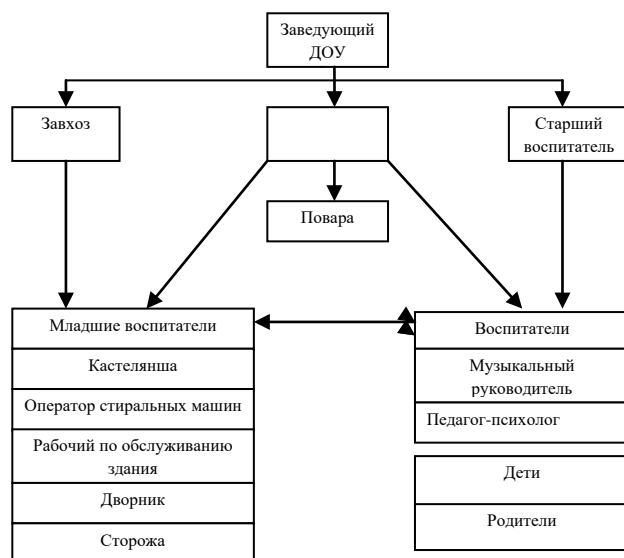 Заведующий
ДОУ
Завхоз
Старший
воспитатель
Повара
Младшие воспитатели
Кастелянша
Оператор стиральных машин
Рабочий по обслуживанию
здания
Дворник
Сторожа
Воспитатели
Музыкальный
руководитель
Педагог-психолог
Дети
Родители